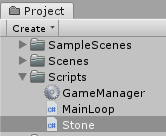 Project
Create
SampleScenes
Scenes
Scripts
GameManager
MainLoop
Stone